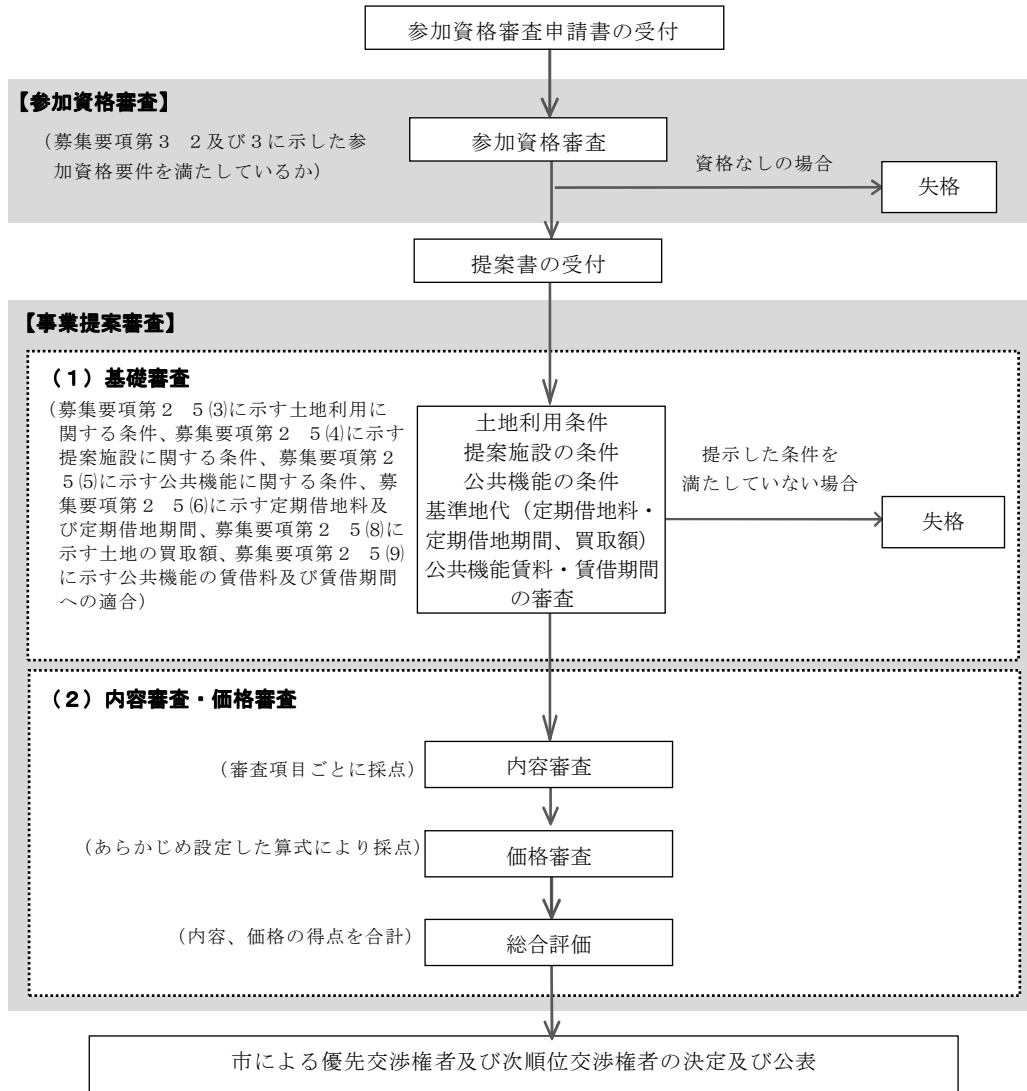 参加資格審査申請書の受付
【参加資格審査】
（募集要項第３　２及び３に示した参
加資格要件を満たしているか）
参加資格審査
資格なしの場合
失格
提案書の受付
【事業提案審査】
（１）基礎審査
（募集要項第２　５⑶に示す土地利用に
関する条件、募集要項第２　５⑷に示す
提案施設に関する条件、募集要項第２
５⑸に示す公共機能に関する条件、募
集要項第２　５⑹に示す定期借地料及
び定期借地期間、募集要項第２　５⑻に
示す土地の買取額、募集要項第２　５⑼
に示す公共機能の賃借料及び賃借期間
への適合）
土地利用条件
提案施設の条件
公共機能の条件
基準地代（定期借地料・
定期借地期間、買取額）
公共機能賃料・賃借期間
の審査
提示した条件を
満たしていない場合
失格
（２）内容審査・価格審査
（審査項目ごとに採点）
内容審査
（あらかじめ設定した算式により採点）
価格審査
（内容、価格の得点を合計）
総合評価
市による優先交渉権者及び次順位交渉権者の決定及び公表